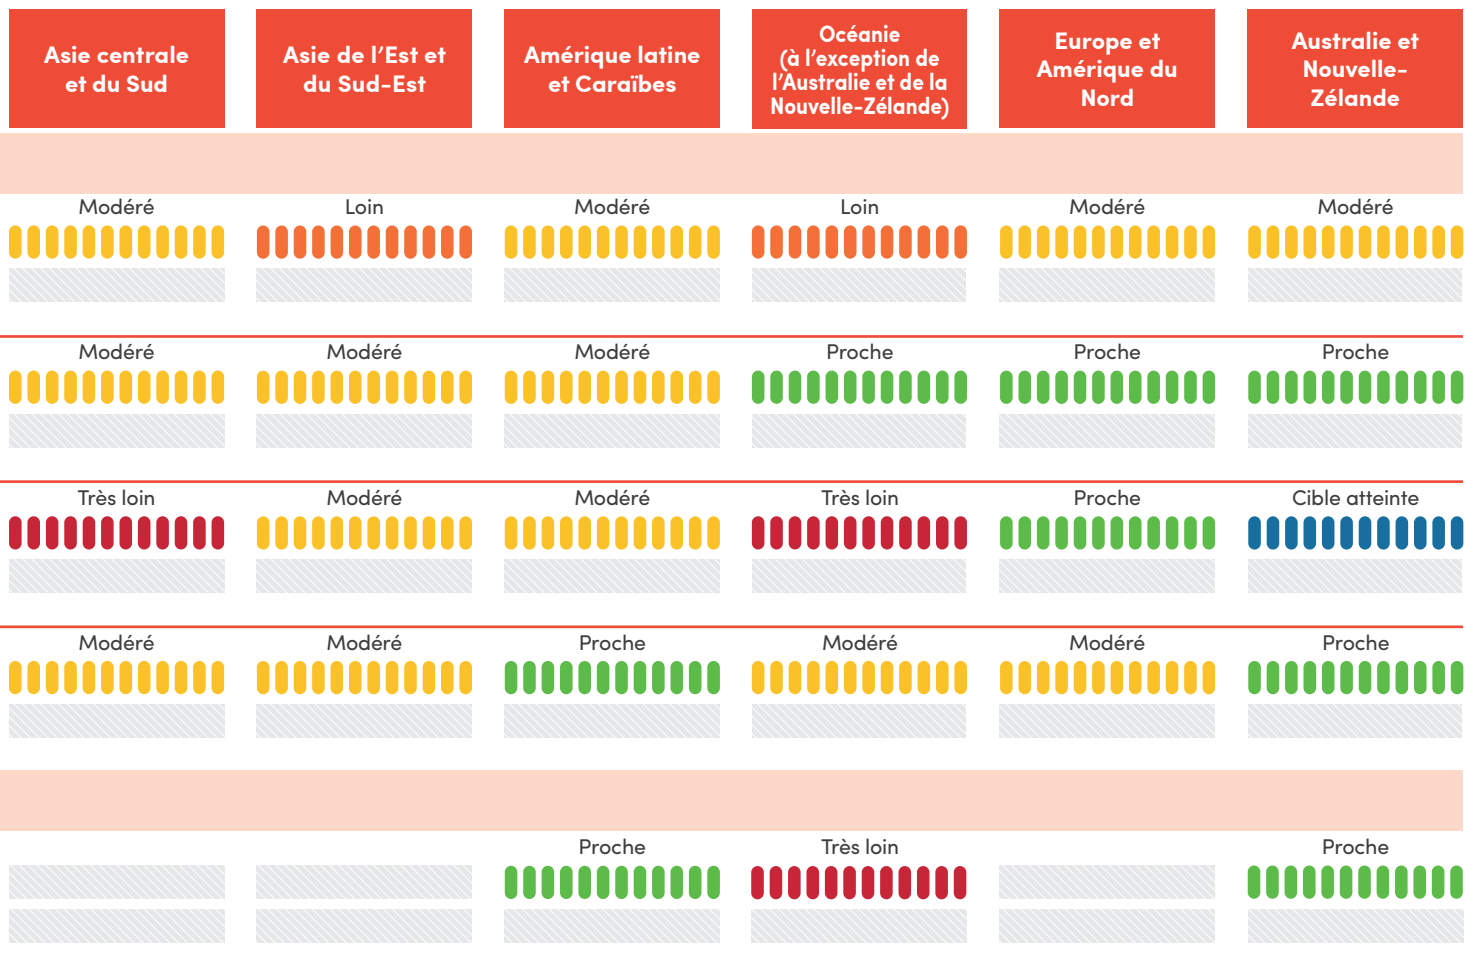 Asie centrale
et du Sud
Asie de l’Est et
du Sud-Est
Amérique latine
et Caraïbes
Océanie
(à l’exception de
l’Australie et de la
Nouvelle-Zélande)
Europe et
Amérique du
Nord
Australie et
Nouvelle-
Zélande
Modéré
Loin
Modéré
Loin
Modéré
Modéré
Modéré
Modéré
Modéré
Proche
Proche
Proche
Très loin
Modéré
Modéré
Très loin
Proche
Cible atteinte
Modéré
Modéré
Proche
Modéré
Modéré
Proche
Proche
Très loin
Proche